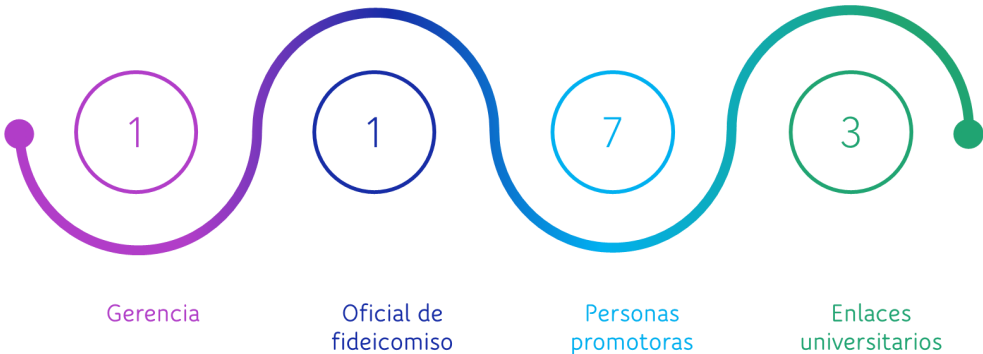 1
1
7
3
Gerencia
Oficial de
fideicomiso
Personas
promotoras
Enlaces
universitarios